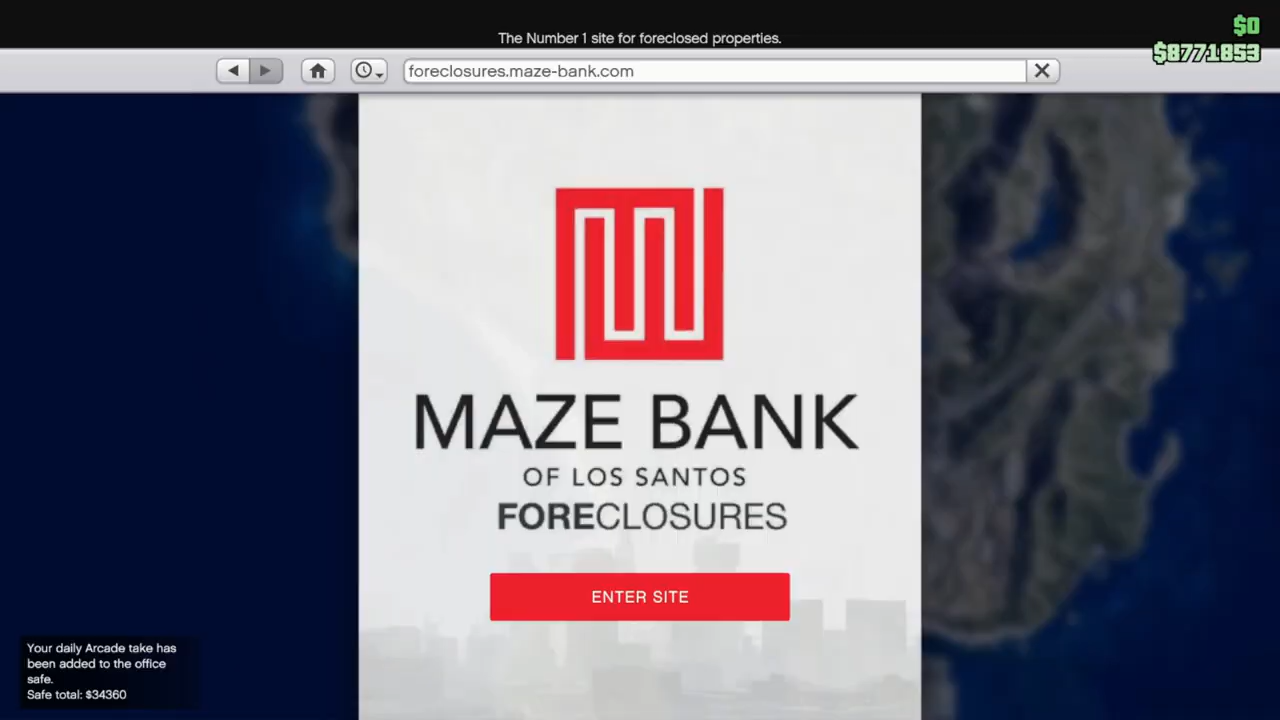 The Number 1 site for foreclosed properties.
$0
$8771853
foreclosures.maze-bank.com
MAZE BANK
OF LOS SANTOS
FORECLOSURES
ENTER SITE
Your daily Arcade take has
been added to the office
safe.
Safe total: $34360